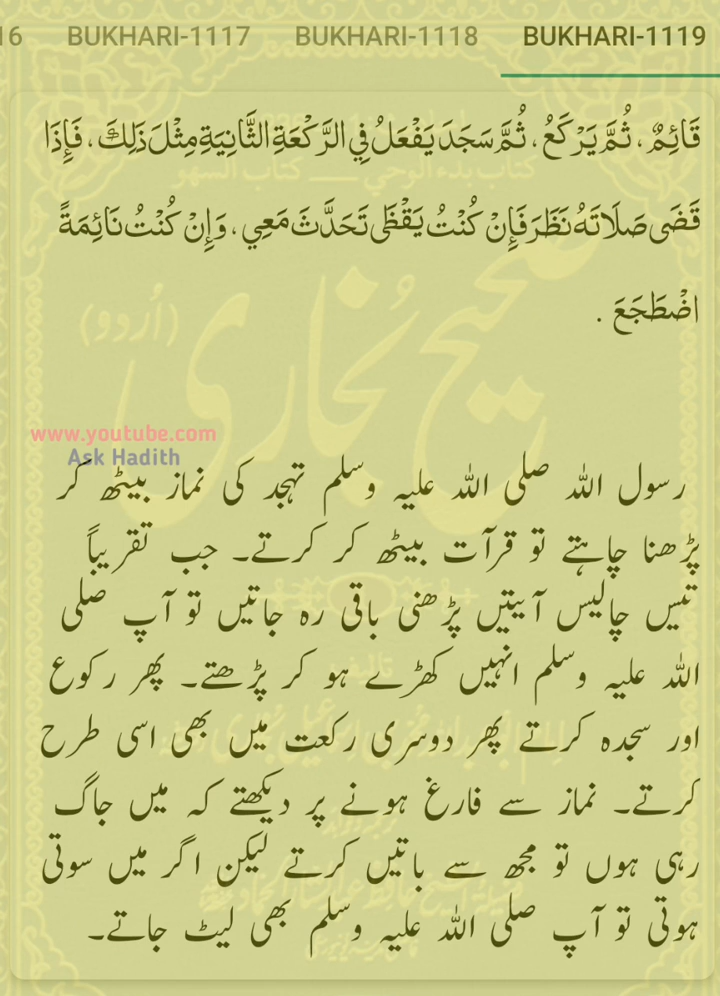 16 BUKHARI-1117 BUKHARI-1118 BUKHARI-1119
قَائِمٌ ، ثُمَّ يَرْكَعُ ، ثُمَّ سَجَدَ يَفْعَلُ فِي الرَّكْعَةِ الثَّانِيَةِ مِثْلَ ذَلِكَ ، فَإِذَا
قَضَى صَلَاتَهُ نَظَرَ فَإِنْ كُنْتُ يَقْظَى تَحَدَّثَ مَعِي ، وَإِنْ كُنْتُ نَائِمَةً
اضْطَجَعَ .
صحیح بخاری (اُردو)
www.youtube.com
Ask Hadith
رسول اللہ صلی اللہ علیہ وسلم تہجد کی نماز بیٹھ کر
پڑھنا چاہتے تو قرآت بیٹھ کر کرتے۔ جب تقریباً
تیس چالیس آیتیں پڑھنی باقی رہ جاتیں تو آپ صلی
اللہ علیہ وسلم انہیں کھڑے ہو کر پڑھتے۔ پھر رکوع
اور سجدہ کرتے پھر دوسری رکعت میں بھی اسی طرح
کرتے۔ نماز سے فارغ ہونے پر دیکھتے کہ میں جاگ
رہی ہوں تو مجھ سے باتیں کرتے لیکن اگر میں سوتی
ہوتی تو آپ صلی اللہ علیہ وسلم بھی لیٹ جاتے۔